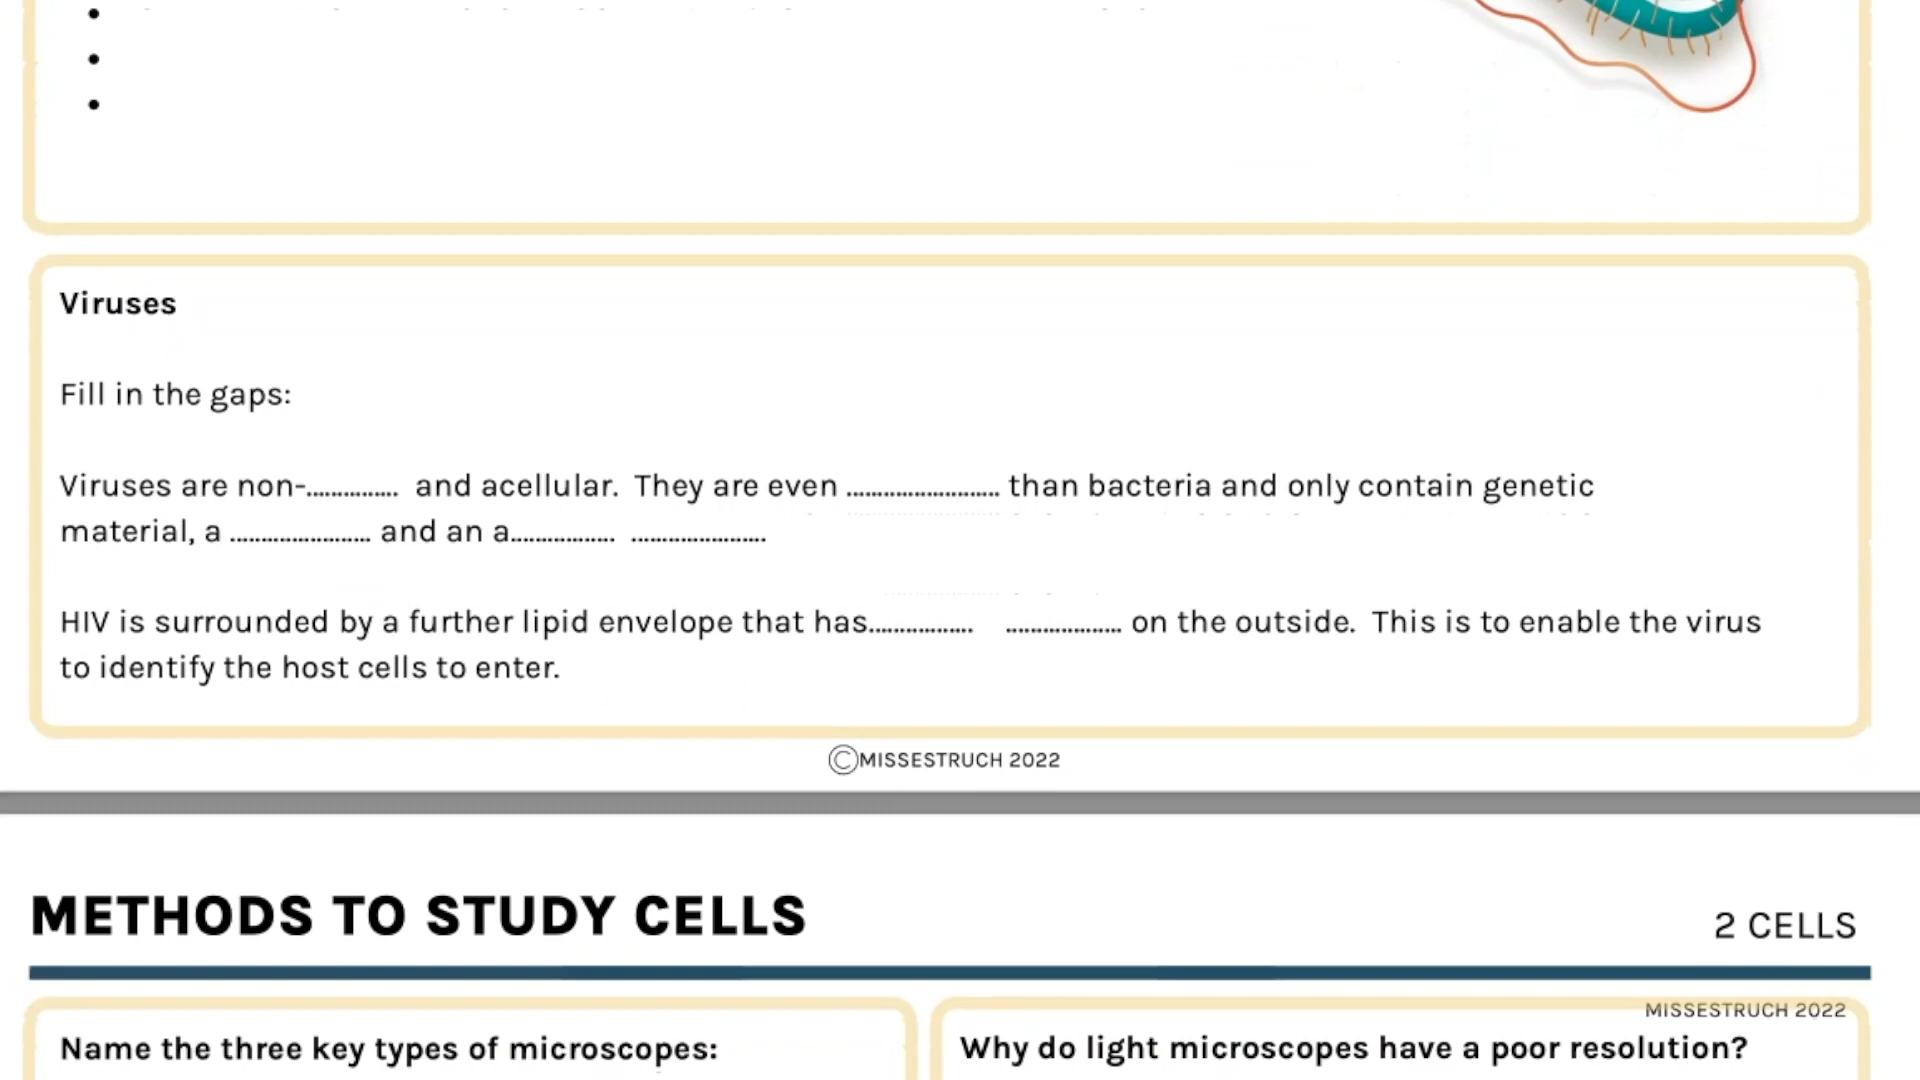 •
•
•
Viruses
Fill in the gaps:
Viruses are non-............... and acellular. They are even ......................... than bacteria and only contain genetic
material, a ....................... and an a................. ......................
HIV is surrounded by a further lipid envelope that has................. ................... on the outside. This is to enable the virus
to identify the host cells to enter.
©MISSESTRUCH 2022
METHODS TO STUDY CELLS
2 CELLS
MISSESTRUCH 2022
Name the three key types of microscopes:
Why do light microscopes have a poor resolution?